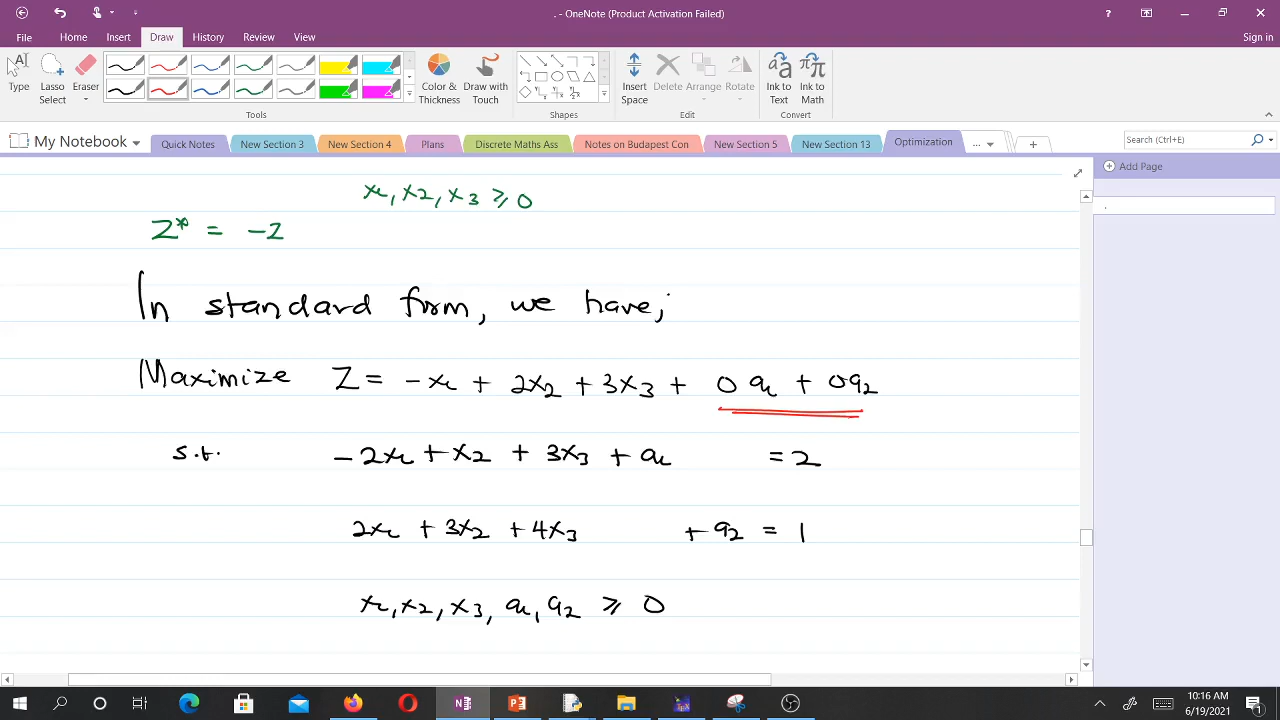 . - OneNote (Product Activation Failed)
File Home Insert Draw History Review View Sign in
Type Lasso Select Eraser Color & Thickness Draw with Touch Insert Space Delete Arrange Rotate Ink to Text Ink to Math
Tools Shapes Edit Convert
My Notebook Quick Notes New Section 3 New Section 4 Plans Discrete Maths Ass Notes on Budapest Con New Section 5 New Section 13 Optimization ... + Search (Ctrl+E)
Add Page
.
x₁, x₂, x₃ ≥ 0
Z* = -Z
In standard form, we have;
Maximize Z = -x₁ + 2x₂ + 3x₃ + 0a₁ + 0a₂
s.t. -2x₁ + x₂ + 3x₃ + a₁ = 2
2x₁ + 3x₂ + 4x₃ + a₂ = 1
x₁, x₂, x₃, a₁, a₂ ≥ 0
10:16 AM
6/19/2021